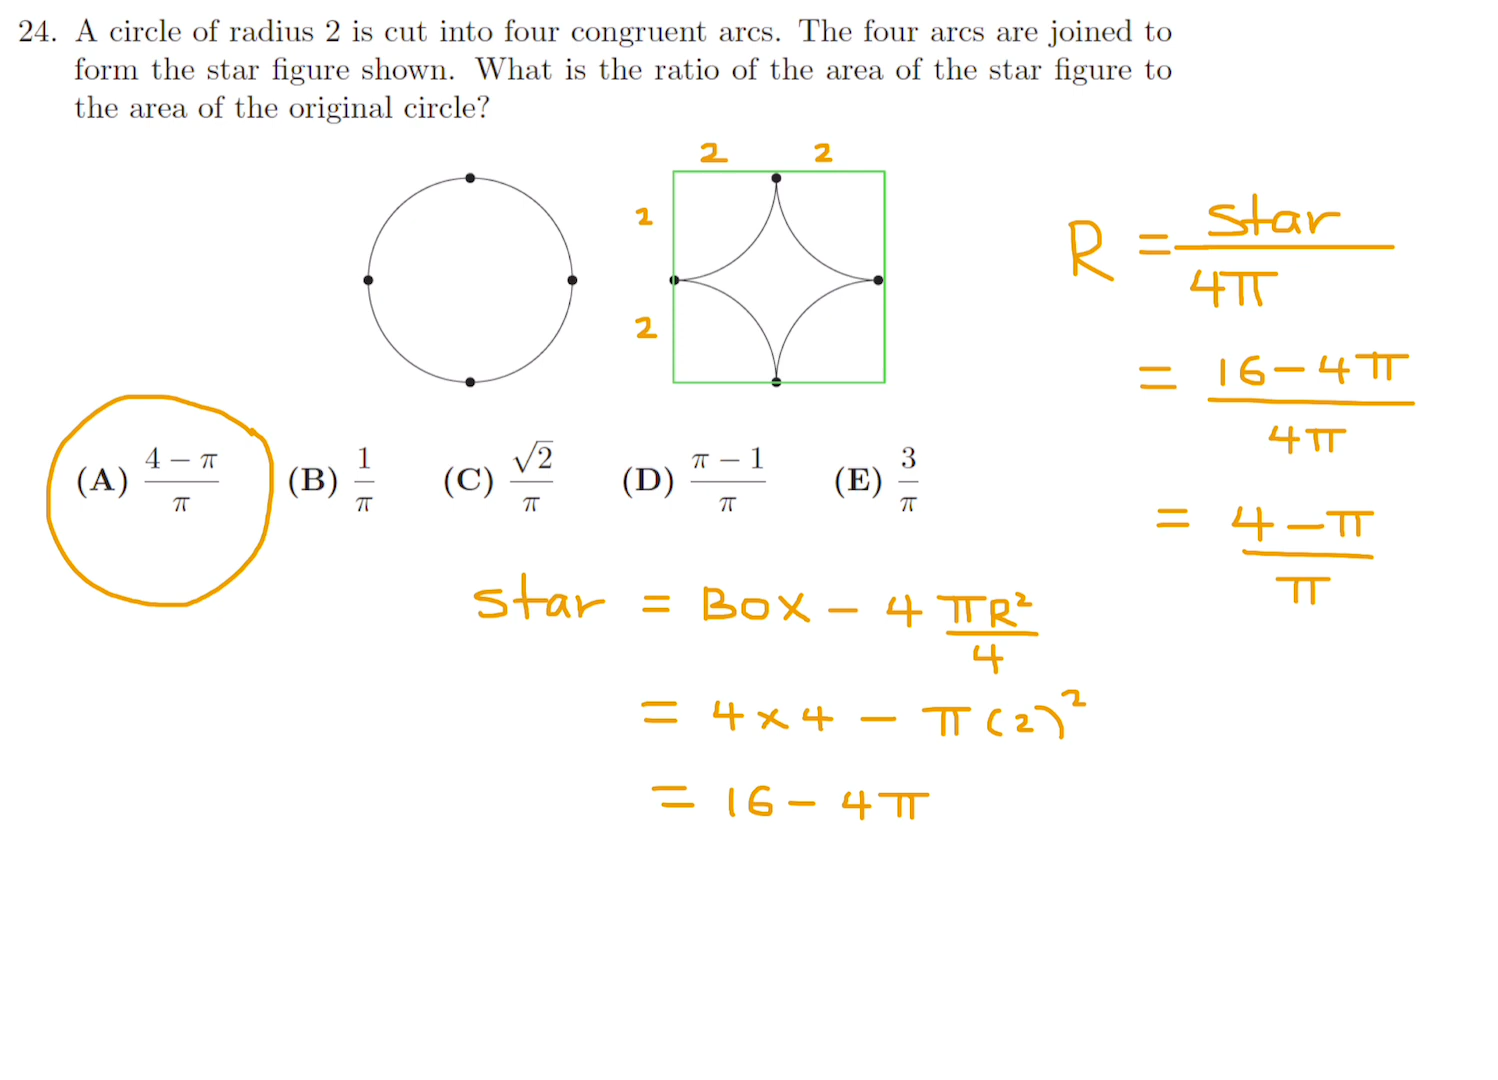 24. A circle of radius 2 is cut into four congruent arcs. The four arcs are joined to
form the star figure shown. What is the ratio of the area of the star figure to
the area of the original circle?
2 2
2
2
R = star / 4π
= 16 - 4π / 4π
= 4 - π / π
(A) 4 − π / π (B) 1 / π (C) √2 / π (D) π − 1 / π (E) 3 / π
star = BOX - 4 πR² / 4
= 4 × 4 - π(2)²
= 16 - 4π